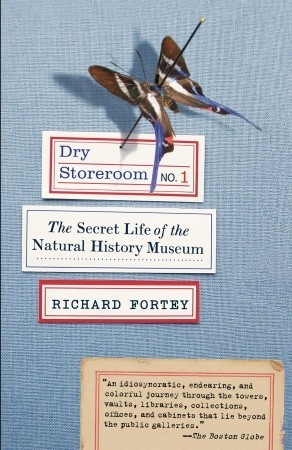 Dry
Storeroom NO. 1
The Secret Life of the
Natural History Museum
RICHARD FORTEY
"An idiosyncratic, endearing, and
colorful journey through the towers,
vaults, libraries, collections,
offices, and cabinets that lie beyond
the public galleries."
—The Boston Globe